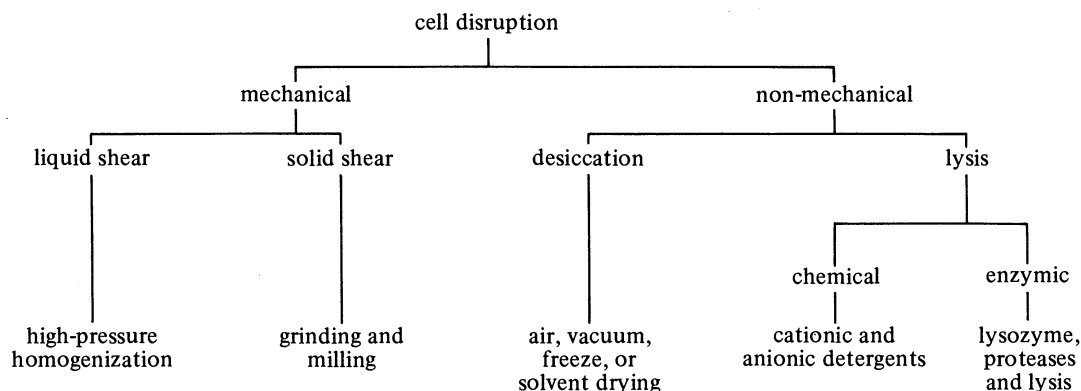 cell disruption
mechanical
non-mechanical
liquid shear
solid shear
desiccation
lysis
chemical
enzymic
high-pressure
homogenization
grinding and
milling
air, vacuum,
freeze, or
solvent drying
cationic and
anionic detergents
lysozyme,
proteases
and lysis